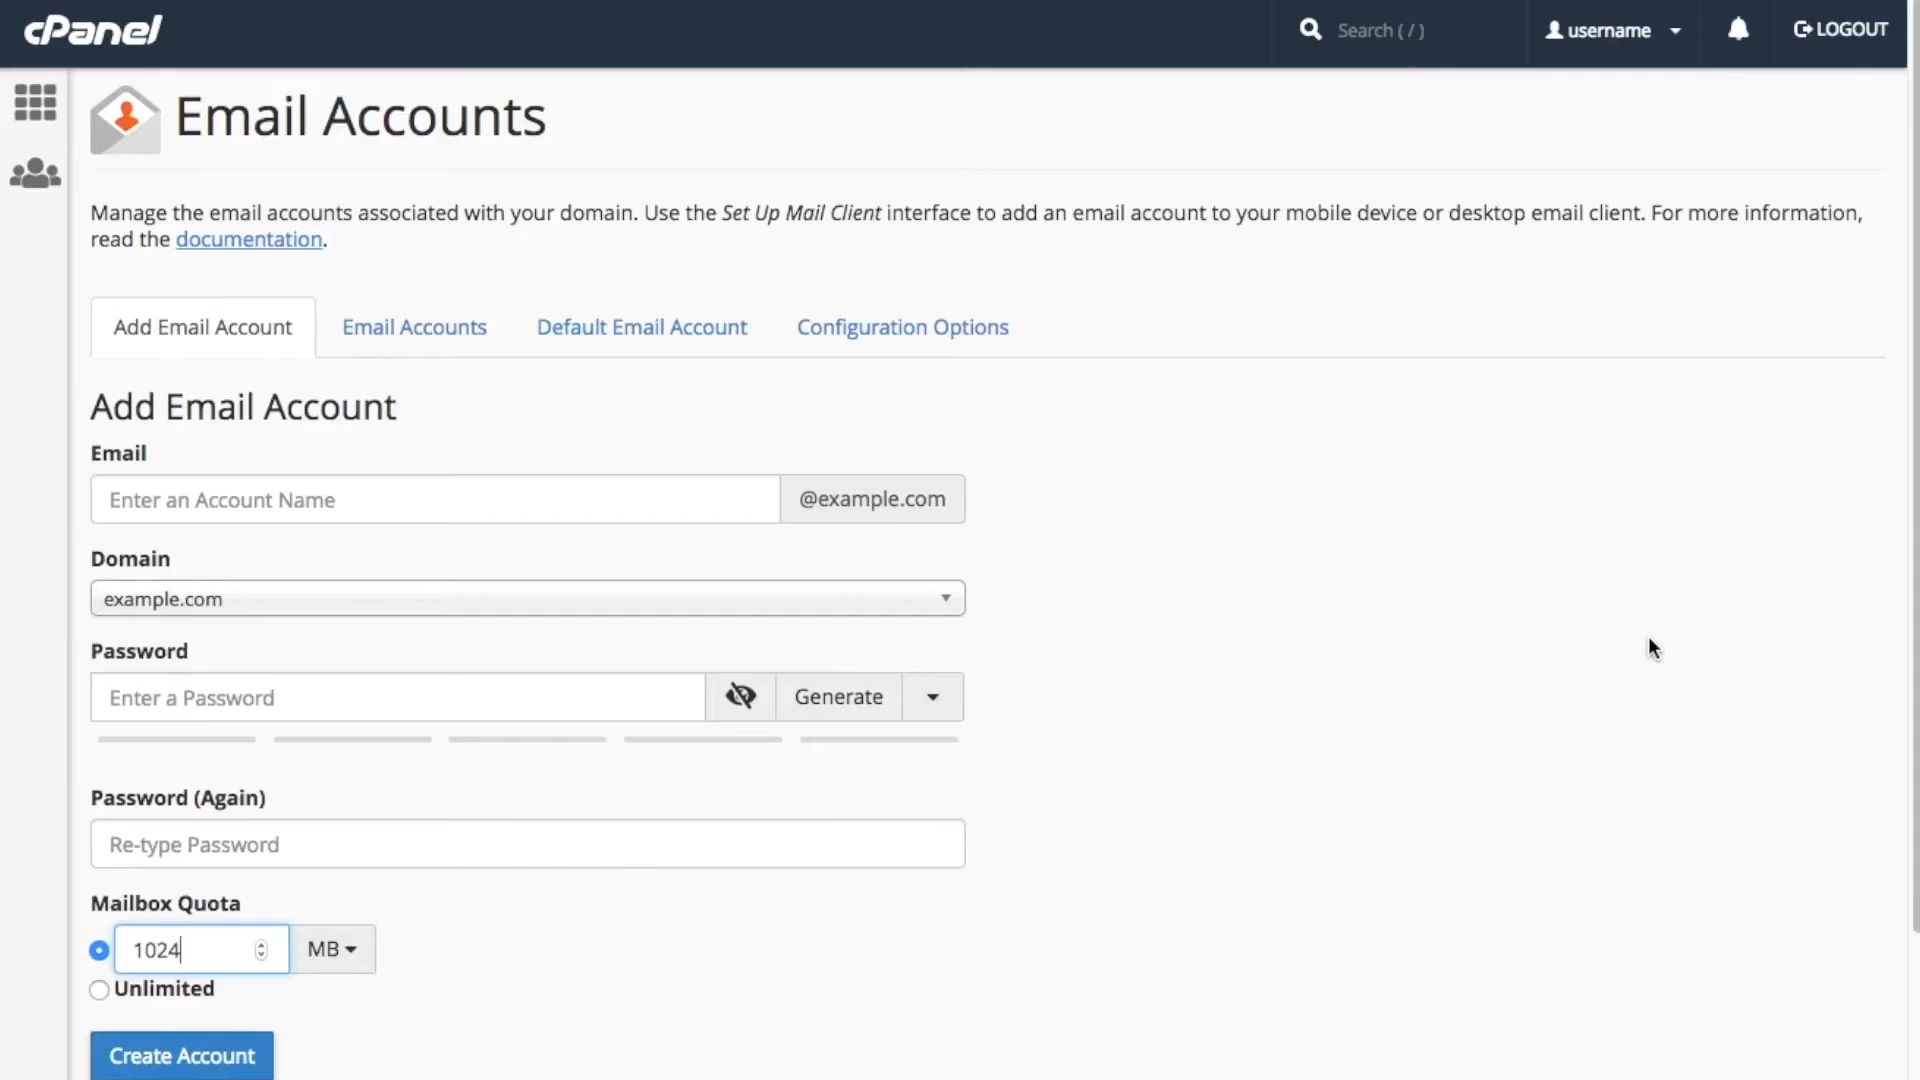 cPanel
Search ( / )
username
LOGOUT
Email Accounts
Manage the email accounts associated with your domain. Use the Set Up Mail Client interface to add an email account to your mobile device or desktop email client. For more information,
read the documentation.
Add Email Account
Email Accounts
Default Email Account
Configuration Options
Add Email Account
Email
Enter an Account Name
@example.com
Domain
example.com
Password
Enter a Password
Generate
Password (Again)
Re-type Password
Mailbox Quota
1024
MB
Unlimited
Create Account